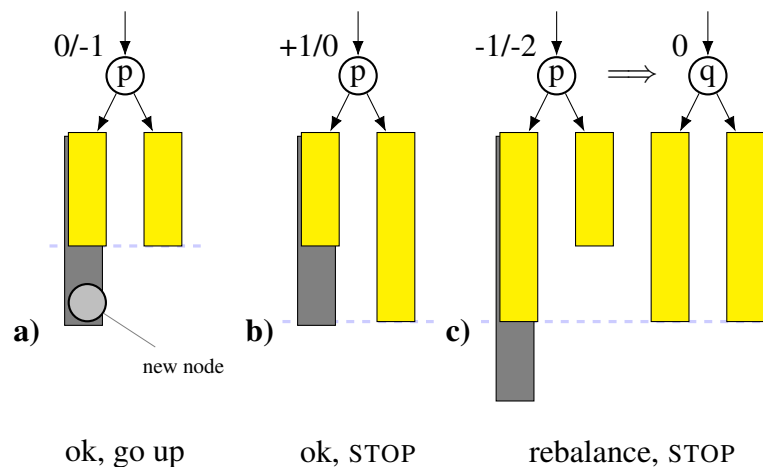 0/-1
p
+1/0
p
-1/-2
p
⟹
0
q
a)
b)
c)
new node
ok, go up
ok, STOP
rebalance, STOP